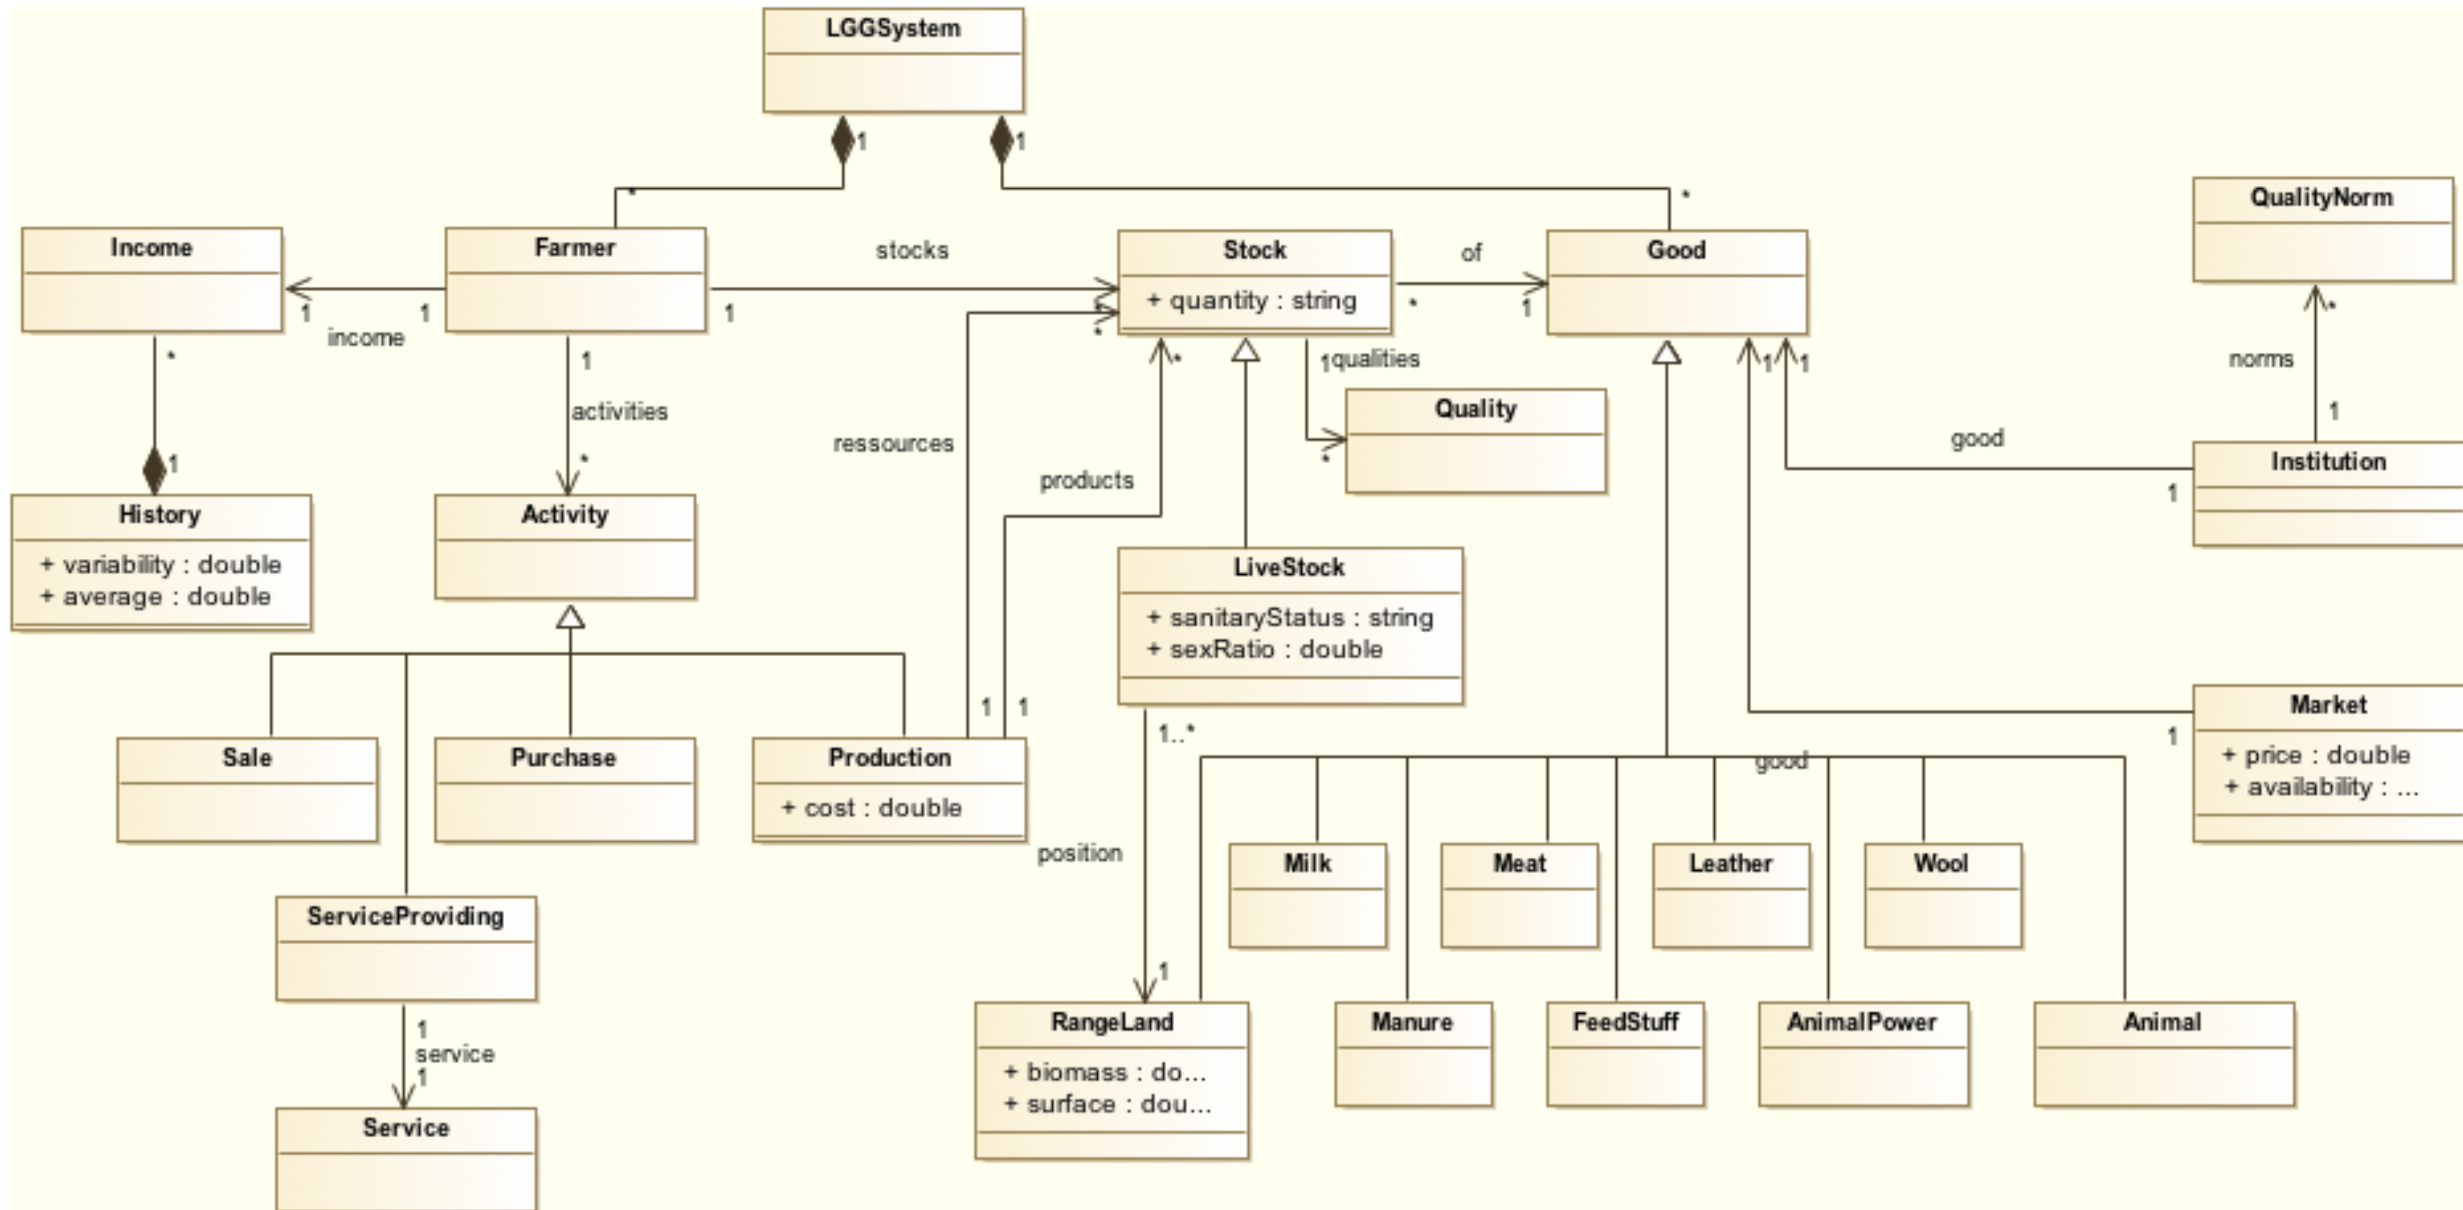 LGGSystem
1
1
*
*
QualityNorm
Income
Farmer
stocks
Stock
+ quantity : string
of
Good
1
1
income
1
*
*
1
*
*
1
activities
*
ressources
products
*
1
qualities
Quality
*
1
1
norms
*
1
good
Institution
1
1
History
+ variability : double
+ average : double
Activity
LiveStock
+ sanitaryStatus : string
+ sexRatio : double
1
1
1..*
Market
+ price : double
+ availability : ...
1
good
Sale
Purchase
Production
+ cost : double
position
Milk
Meat
Leather
Wool
ServiceProviding
1
service
1
1
RangeLand
+ biomass : do...
+ surface : dou...
Manure
FeedStuff
AnimalPower
Animal
Service